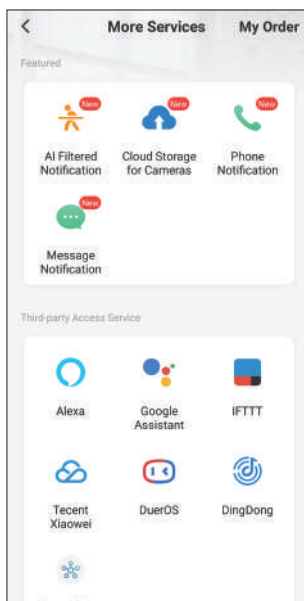 More Services My Order
Featured
New New New
AI Filtered Cloud Storage Phone
Notification for Cameras Notification
New
Message
Notification
Third-party Access Service
Alexa Google IFTTT
Assistant
Tecent DuerOS DingDong
Xiaowei